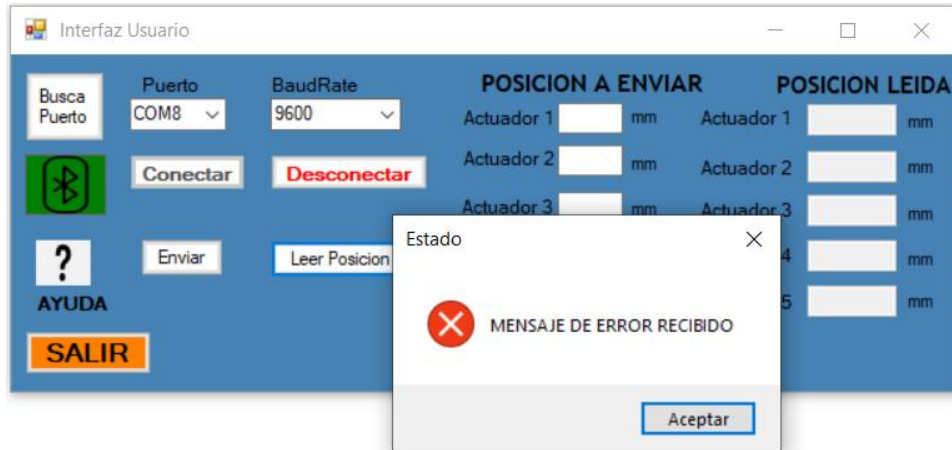 Interfaz Usuario
Busca
Puerto
Puerto
COM8
BaudRate
9600
Conectar
Desconectar
?
AYUDA
Enviar
Leer Posicion
SALIR
POSICION A ENVIAR
Actuador 1 mm
Actuador 2 mm
Actuador 3 mm
POSICION LEIDA
Actuador 1 mm
Actuador 2 mm
Actuador 3 mm
4 mm
5 mm
Estado
MENSAJE DE ERROR RECIBIDO
Aceptar